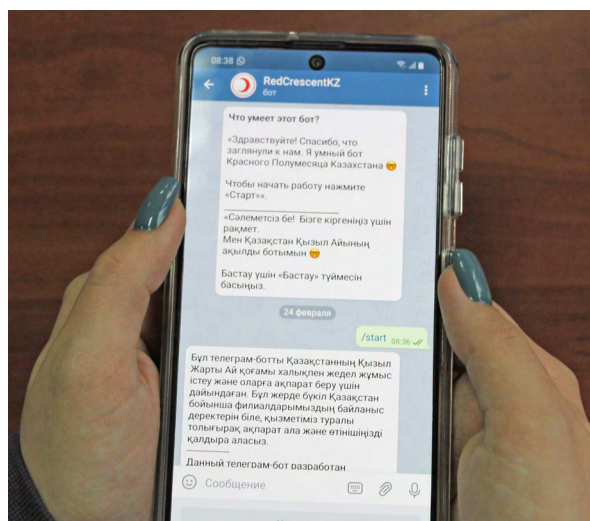 08:38
RedCrescentKZ
бот
Что умеет этот бот?
«Здравствуйте! Спасибо, что
заглянули к нам. Я умный бот
Красного Полумесяца Казахстана
Чтобы начать работу нажмите
«Старт»».
«Сәлеметсіз бе! Бізге кіргеніңіз үшін
рақмет.
Мен Қазақстан Қызыл Айының
ақылды ботымын
Бастау үшін «Бастау» түймесін
басыңыз.
24 февраля
/start 08:36
Бұл телеграм-ботты Қазақстанның Қызыл
Жарты Ай қоғамы халықпен жедел жұмыс
істеу және оларға ақпарат беру үшін
дайындаған. Бұл жерде бүкіл Қазақстан
бойынша филиалдарымыздың байланыс
деректерін біле, қызметіміз туралы
толығырақ ақпарат ала және өтінішіңізді
қалдыра аласыз.
------------
Данный телеграм-бот разработан
Сообщение